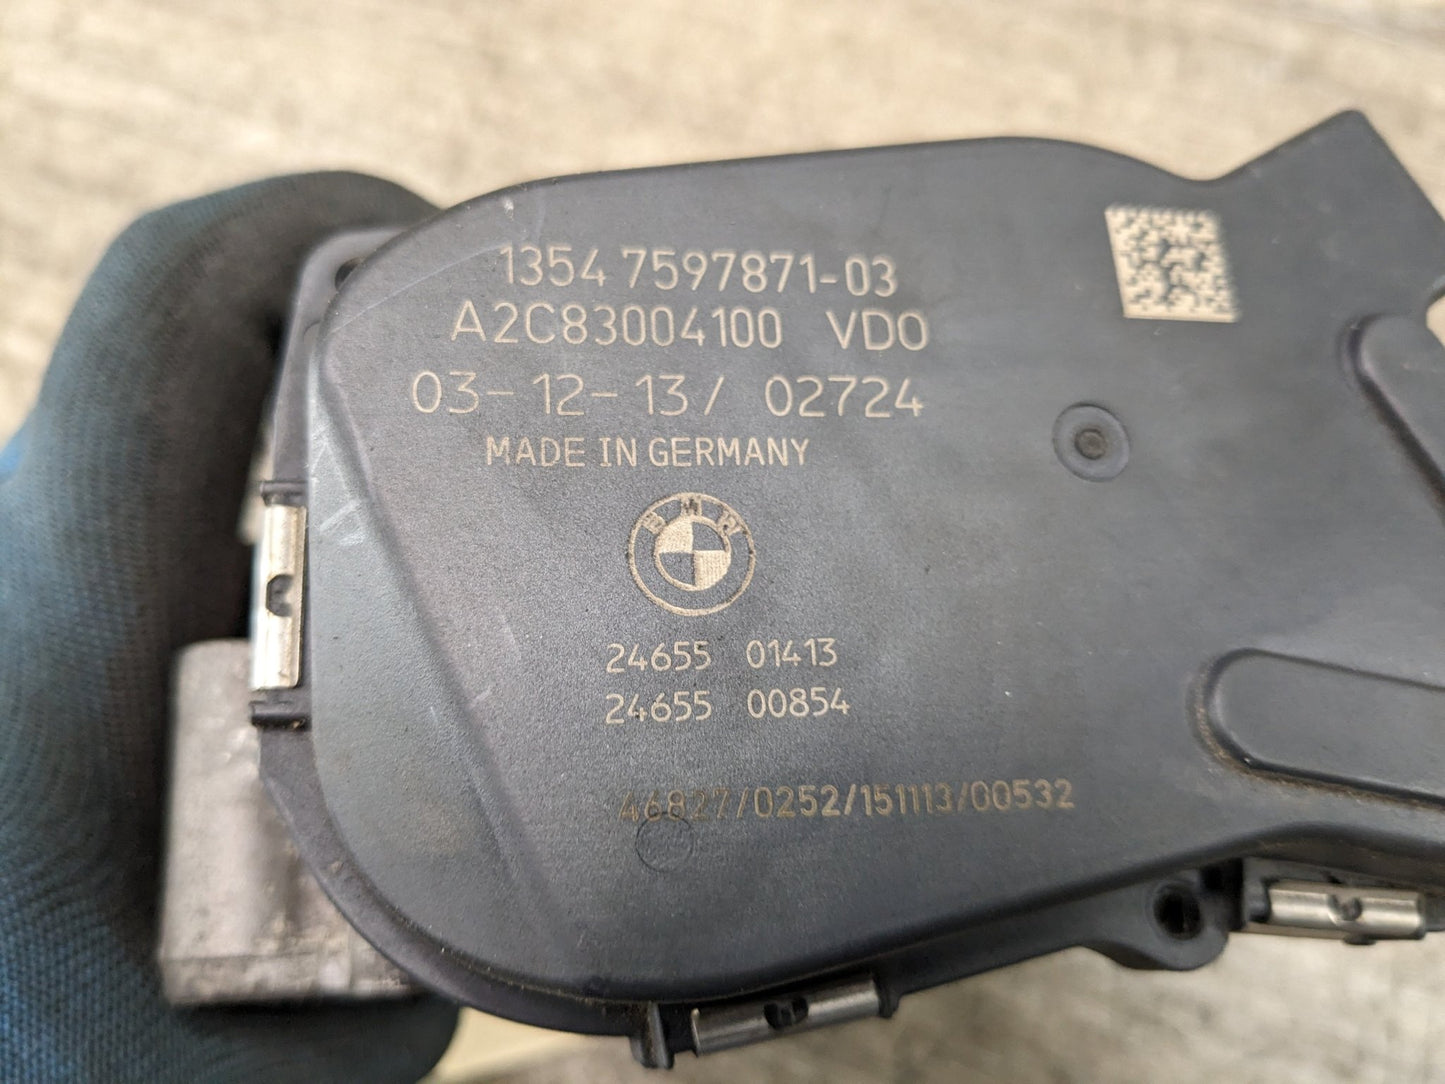 1354 7597871-03
A2C83004100 VDO
03-12-13/ 02724
MADE IN GERMANY
BMW
24655 01413
24655 00854
46827/0252/151113/00532